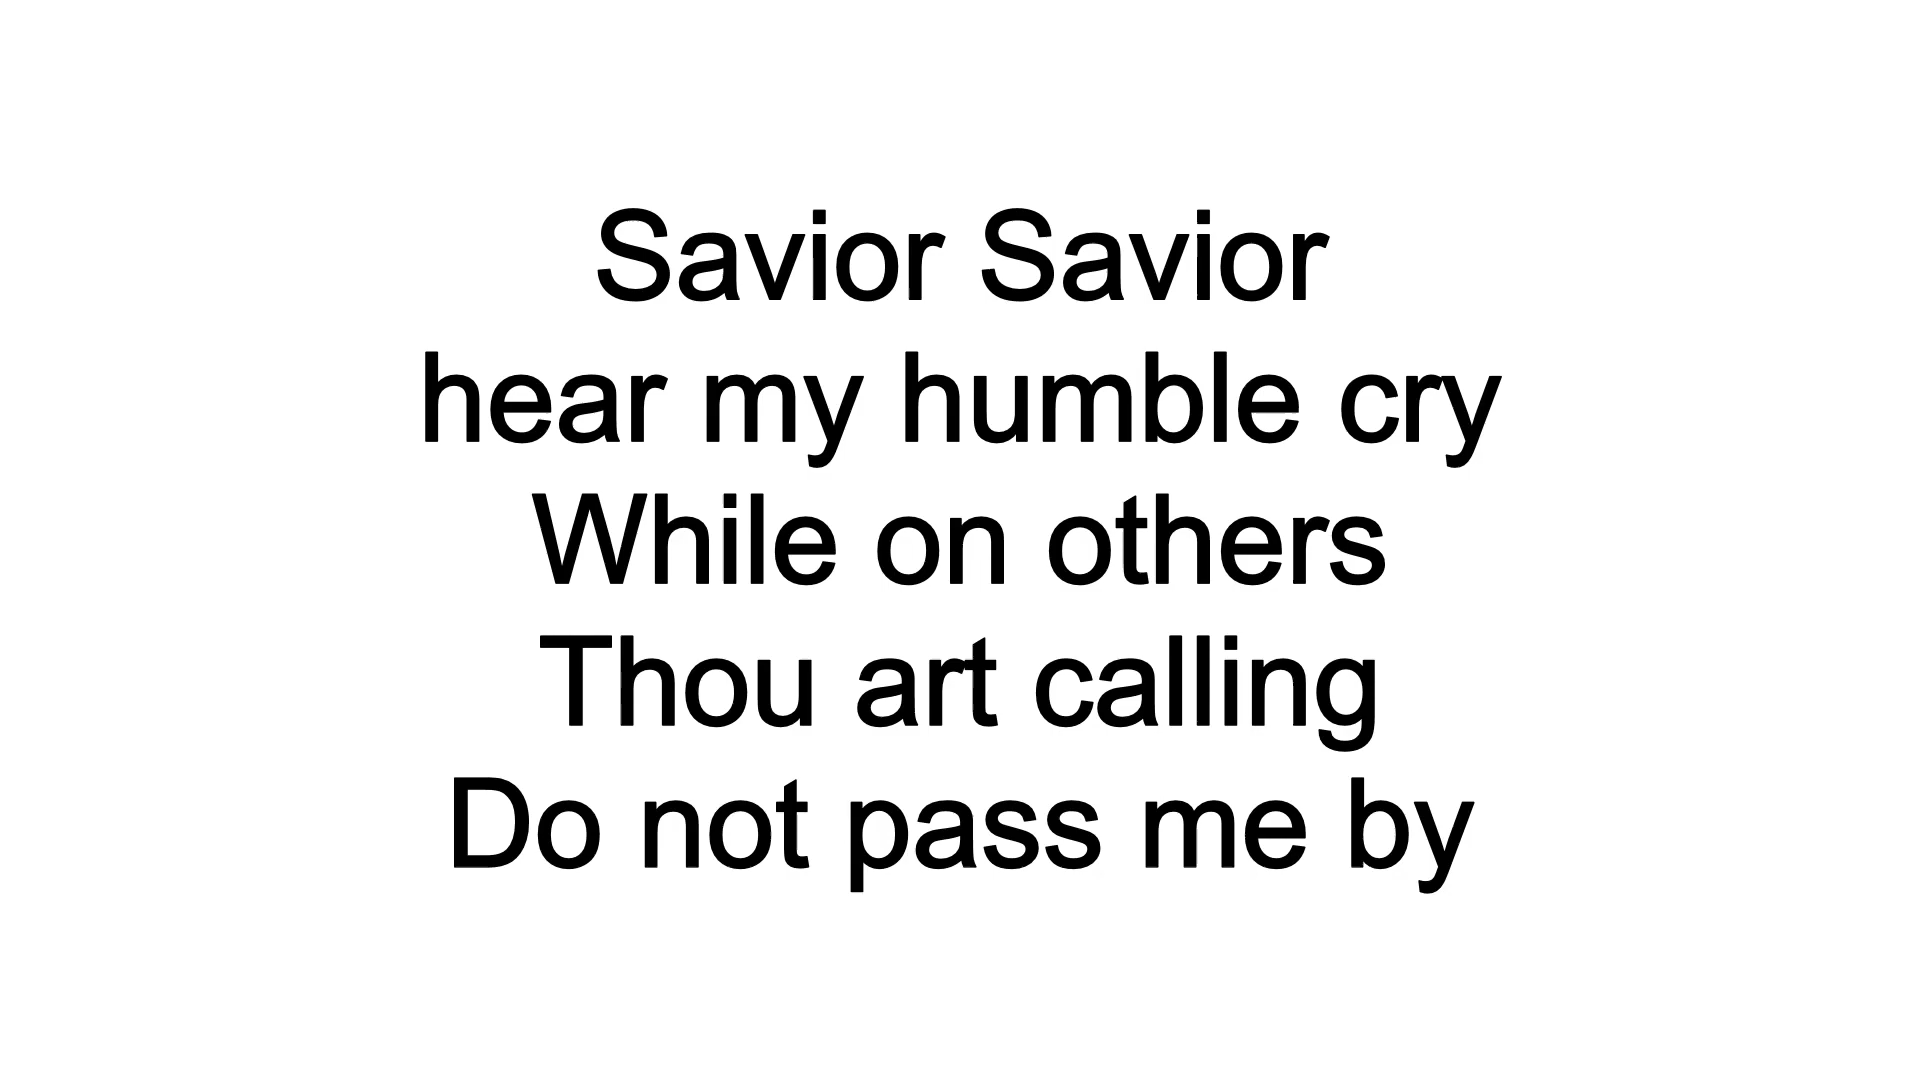 Savior Savior
hear my humble cry
While on others
Thou art calling
Do not pass me by